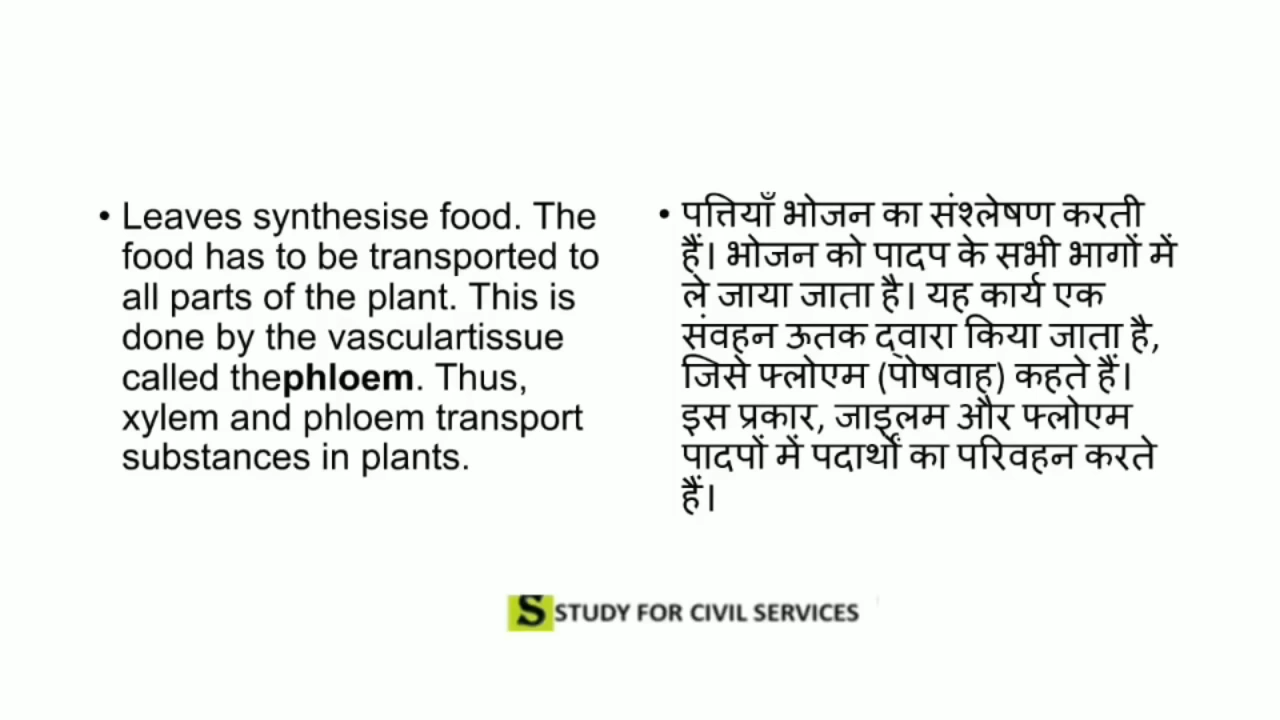 • Leaves synthesise food. The
food has to be transported to
all parts of the plant. This is
done by the vasculartissue
called thephloem. Thus,
xylem and phloem transport
substances in plants.
• पत्तियाँ भोजन का संश्लेषण करती
हैं। भोजन को पादप के सभी भागों में
ले जाया जाता है। यह कार्य एक
संवहन ऊतक द्वारा किया जाता है,
जिसे फ्लोएम (पोषवाह) कहते हैं।
इस प्रकार, जाइलम और फ्लोएम
पादपों में पदार्थों का परिवहन करते
हैं।
S STUDY FOR CIVIL SERVICES